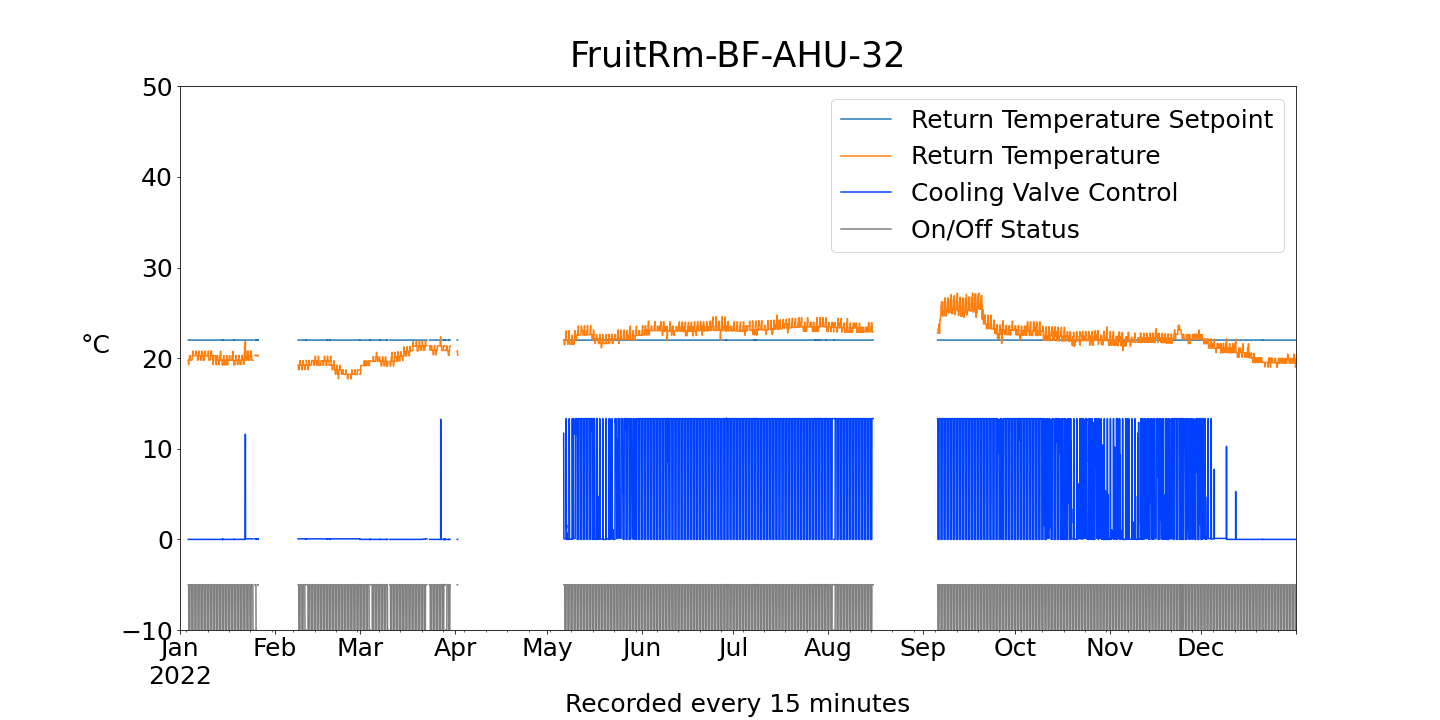 FruitRm-BF-AHU-32
50
40
30
20
10
0
−10
°C
Return Temperature Setpoint
Return Temperature
Cooling Valve Control
On/Off Status
Jan Feb Mar Apr May Jun Jul Aug Sep Oct Nov Dec
2022
Recorded every 15 minutes